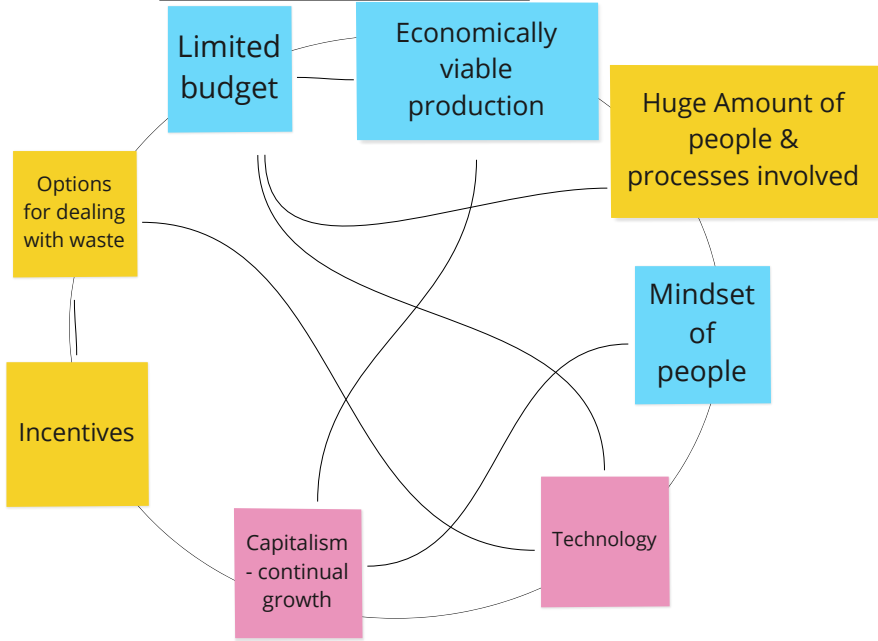 Limited
budget
Economically
viable
production
Huge Amount of
people &
processes involved
Options
for dealing
with waste
Mindset
of
people
Incentives
Capitalism
- continual
growth
Technology